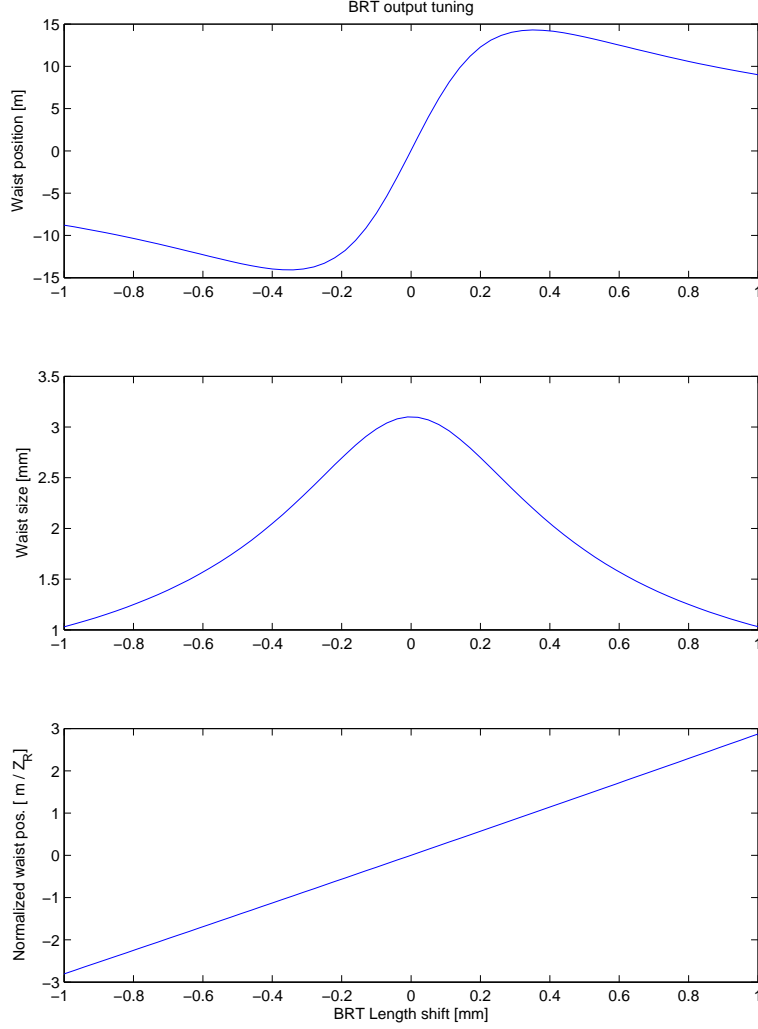 BRT output tuning
Waist position [m]
15
10
5
0
−5
−10
−15
−1 −0.8 −0.6 −0.4 −0.2 0 0.2 0.4 0.6 0.8 1
Waist size [mm]
3.5
3
2.5
2
1.5
1
−1 −0.8 −0.6 −0.4 −0.2 0 0.2 0.4 0.6 0.8 1
Normalized waist pos. [ m / Z_R]
3
2
1
0
−1
−2
−3
−1 −0.8 −0.6 −0.4 −0.2 0 0.2 0.4 0.6 0.8 1
BRT Length shift [mm]